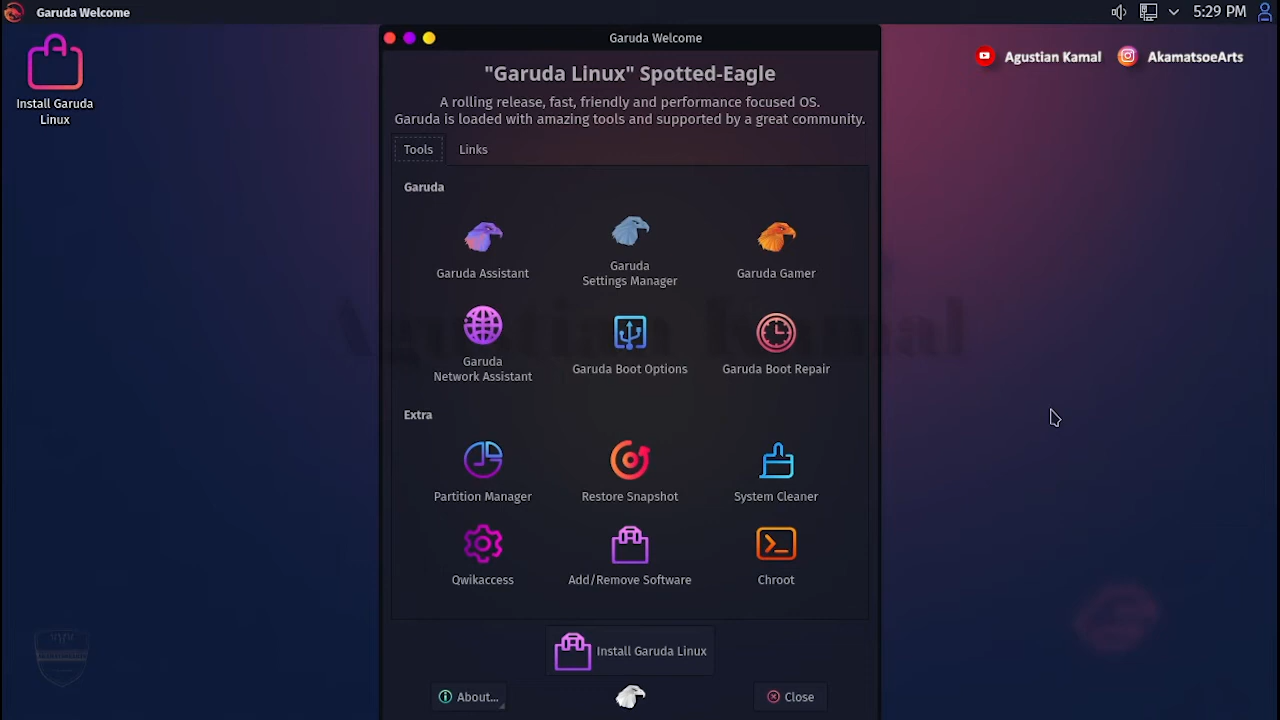 Garuda Welcome
5:29 PM
Install Garuda
Linux
Garuda Welcome
Agustian Kamal
AkamatsoeArts
"Garuda Linux" Spotted-Eagle
A rolling release, fast, friendly and performance focused OS.
Garuda is loaded with amazing tools and supported by a great community.
Tools
Links
Garuda
Garuda Assistant
Garuda
Settings Manager
Garuda Gamer
Agustian Kamal
Garuda
Network Assistant
Garuda Boot Options
Garuda Boot Repair
Extra
Partition Manager
Restore Snapshot
System Cleaner
Qwikaccess
Add/Remove Software
Chroot
Install Garuda Linux
About...
Close